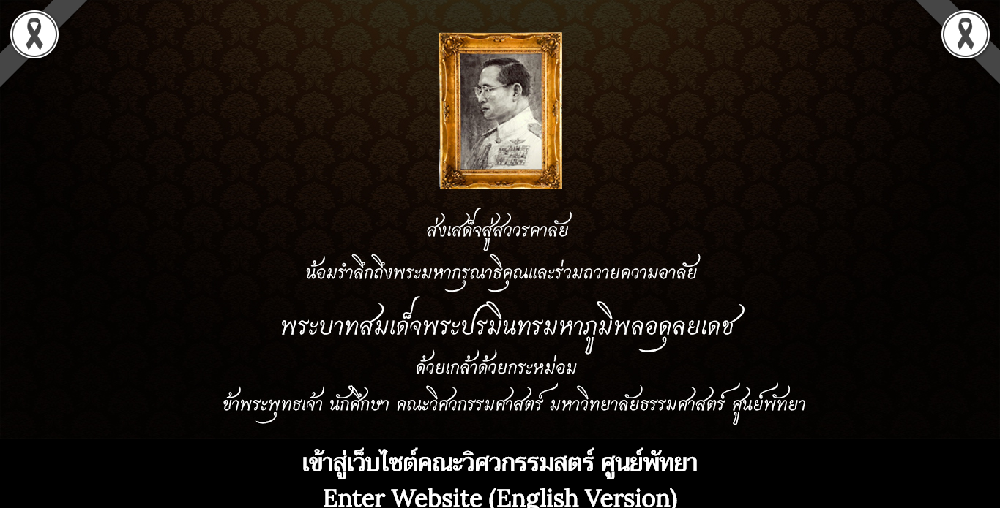 ส่งเสด็จสู่สววรคาลัย
น้อมรำลึกถึงพระมหากรุณาธิคุณและร่วมถวายความอาลัย
พระบาทสมเด็จพระปรมินทรมหาภูมิพลอดุลยเดช
ด้วยเกล้าด้วยกระหม่อม
ข้าพระพุทธเจ้า นักศึกษา คณะวิศวกรรมศาสตร์ มหาวิทยาลัยธรรมศาสตร์ ศูนย์พัทยา
เข้าสู่เว็บไซต์คณะวิศวกรรมสตร์ ศูนย์พัทยา
Enter Website (English Version)